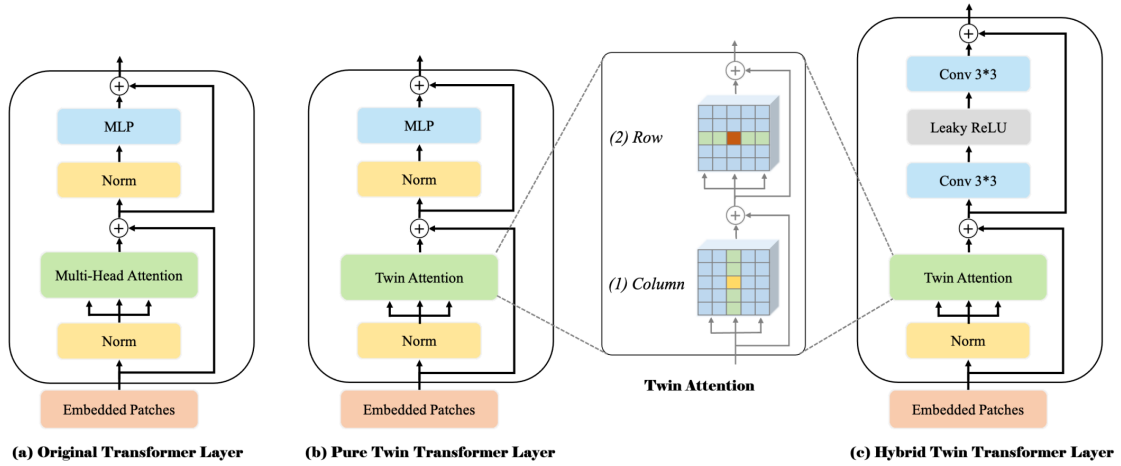 MLP
Norm
Multi-Head Attention
Norm
Embedded Patches
(a) Original Transformer Layer
MLP
Norm
Twin Attention
Norm
Embedded Patches
(b) Pure Twin Transformer Layer
(2) Row
(1) Column
Twin Attention
Conv 3*3
Leaky ReLU
Conv 3*3
Twin Attention
Norm
Embedded Patches
(c) Hybrid Twin Transformer Layer